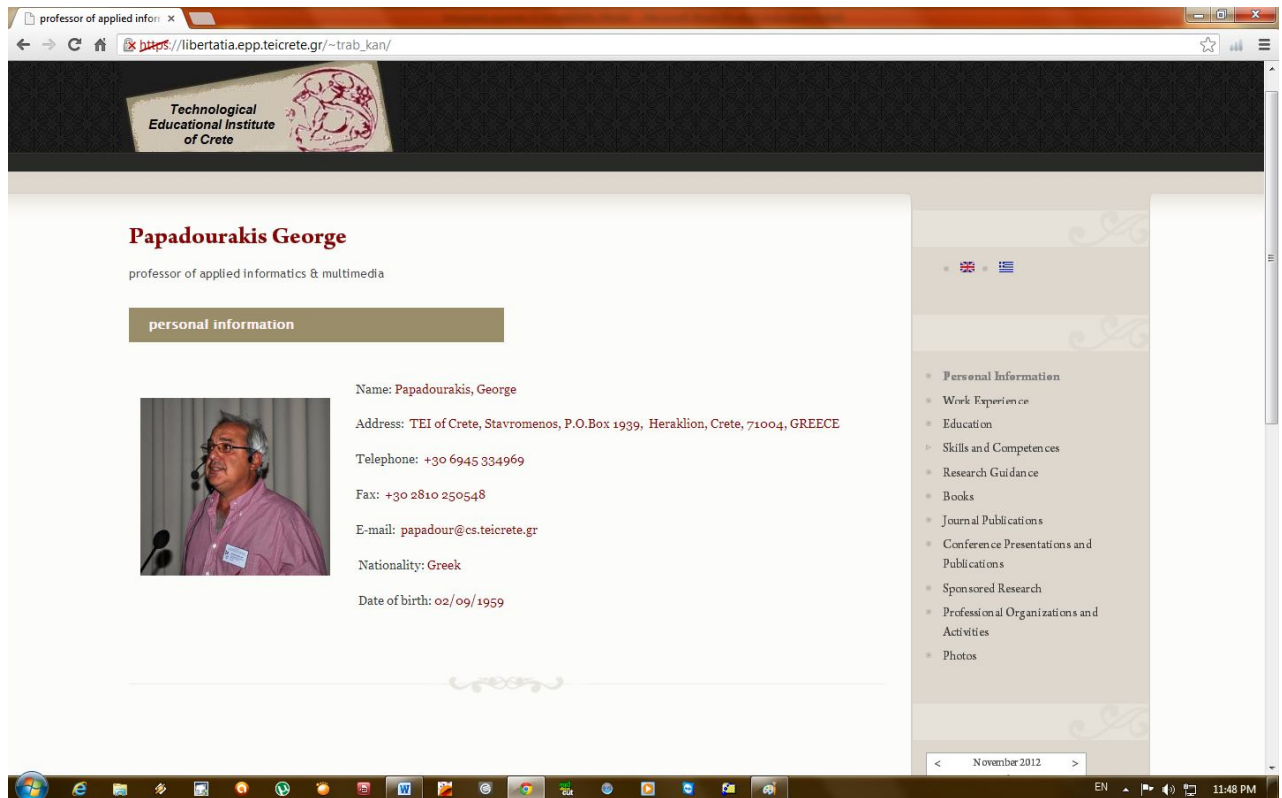 professor of applied inforr
https://libertatia.epp.teicrete.gr/~trab_kan/
Technological
Educational Institute
of Crete
Papadourakis George
professor of applied informatics & multimedia
personal information
Name: Papadourakis, George
Address: TEI of Crete, Stavromenos, P.O.Box 1939, Heraklion, Crete, 71004, GREECE
Telephone: +30 6945 334969
Fax: +30 2810 250548
E-mail: papadour@cs.teicrete.gr
Nationality: Greek
Date of birth: 02/09/1959
Personal Information
Work Experience
Education
Skills and Competences
Research Guidance
Books
Journal Publications
Conference Presentations and
Publications
Sponsored Research
Professional Organizations and
Activities
Photos
< November 2012 >
EN
11:48 PM